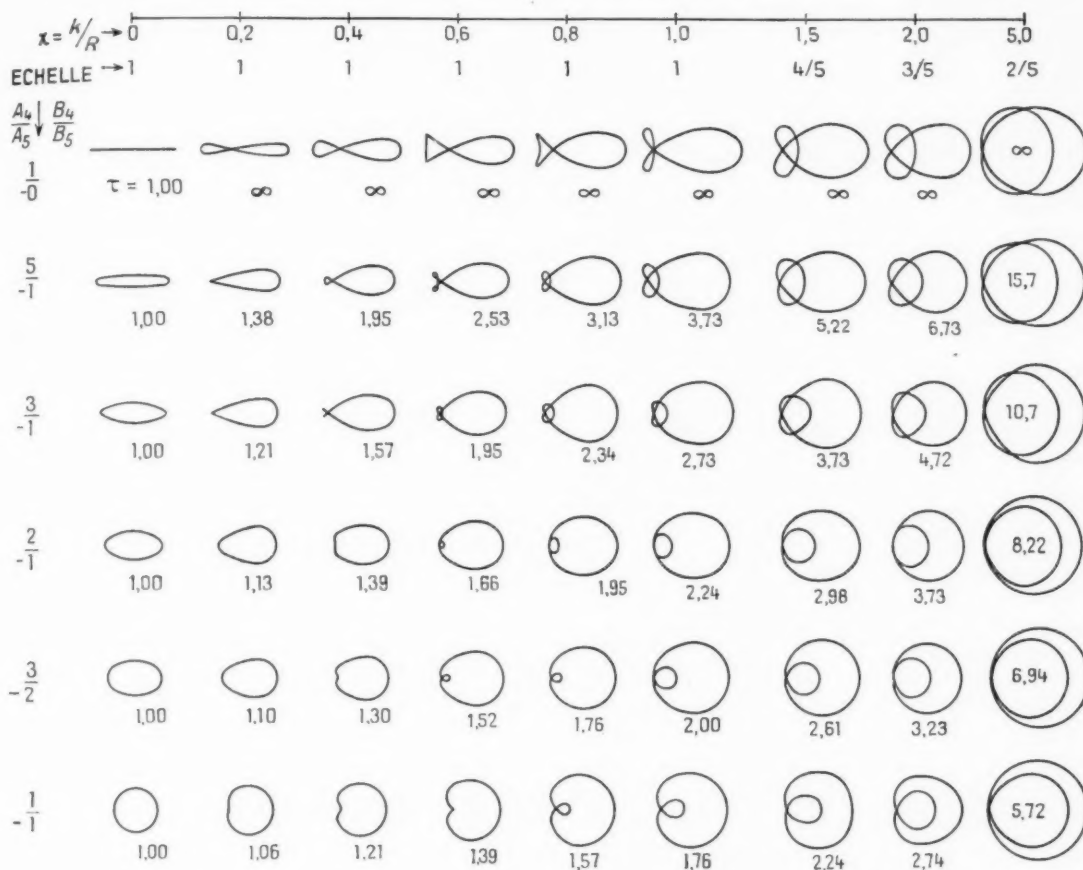 x = k/R → 0 0,2 0,4 0,6 0,8 1,0 1,5 2,0 5,0
ECHELLE → 1 1 1 1 1 1 4/5 3/5 2/5
A4/A5 ↓ B4/B5
1/-0 τ = 1,00 ∞ ∞ ∞ ∞ ∞ ∞ ∞ ∞
5/-1 1,00 1,38 1,95 2,53 3,13 3,73 5,22 6,73 15,7
3/-1 1,00 1,21 1,57 1,95 2,34 2,73 3,73 4,72 10,7
2/-1 1,00 1,13 1,39 1,66 1,95 2,24 2,98 3,73 8,22
-3/2 1,00 1,10 1,30 1,52 1,76 2,00 2,61 3,23 6,94
-1/1 1,00 1,06 1,21 1,39 1,57 1,76 2,24 2,74 5,72